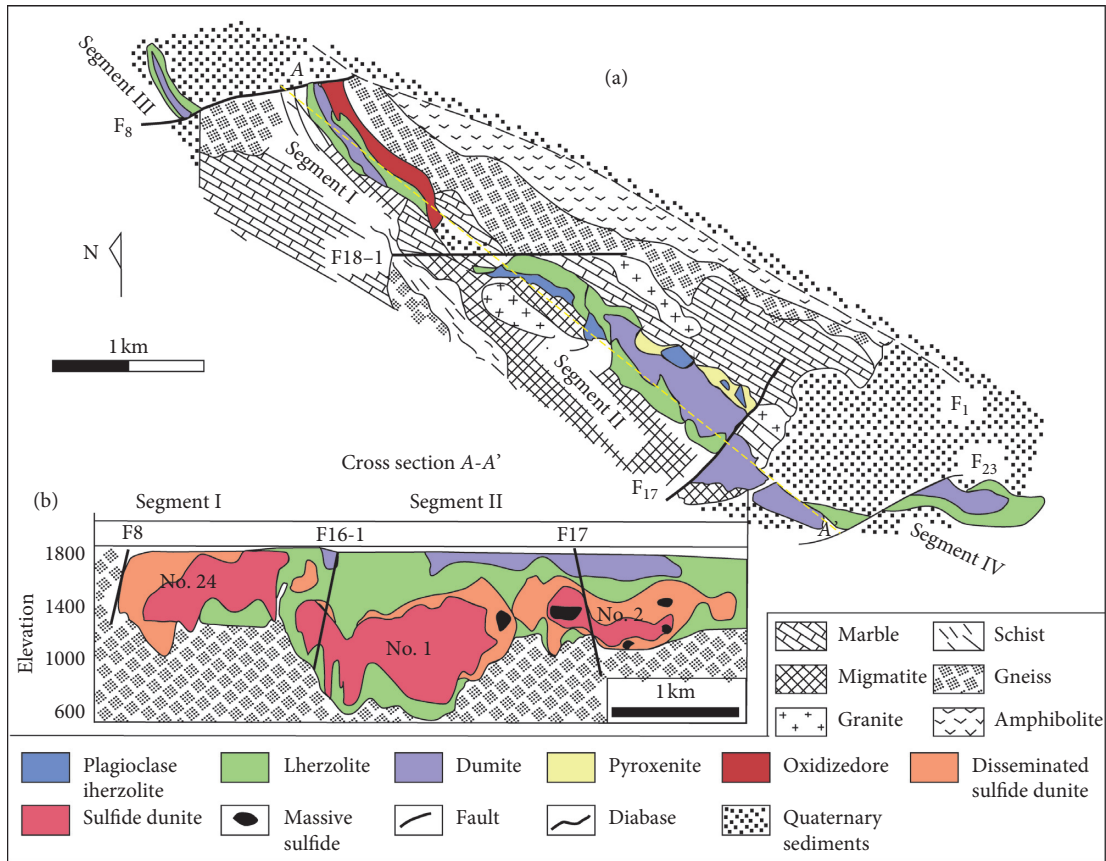 (a)
Segment III
A
F8
Segment I
N
F18–1
1 km
Segment II
F1
Cross section A-A'
F23
F17
A'
Segment IV
(b)
Segment I
Segment II
F8
F16-1
F17
1800
1400
1000
600
Elevation
No. 24
No. 1
No. 2
1 km
Marble
Schist
Migmatite
Gneiss
Granite
Amphibolite
Plagioclase
iherzolite
Lherzolite
Dumite
Pyroxenite
Oxidizedore
Disseminated
sulfide dunite
Sulfide dunite
Massive
sulfide
Fault
Diabase
Quaternary
sediments